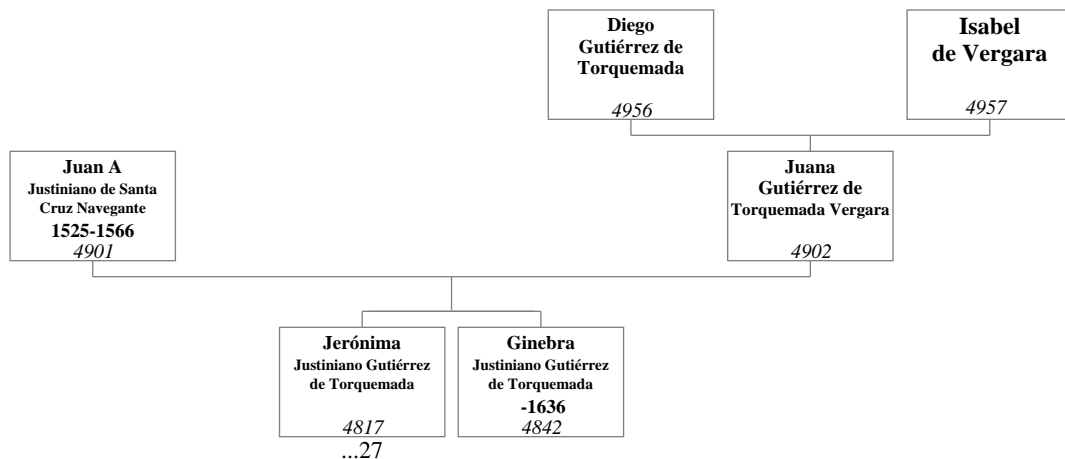 Diego
Gutiérrez de
Torquemada
4956
Isabel
de Vergara
4957
Juan A
Justiniano de Santa
Cruz Navegante
1525-1566
4901
Juana
Gutiérrez de
Torquemada Vergara
4902
Jerónima
Justiniano Gutiérrez
de Torquemada
4817
...27
Ginebra
Justiniano Gutiérrez
de Torquemada
-1636
4842